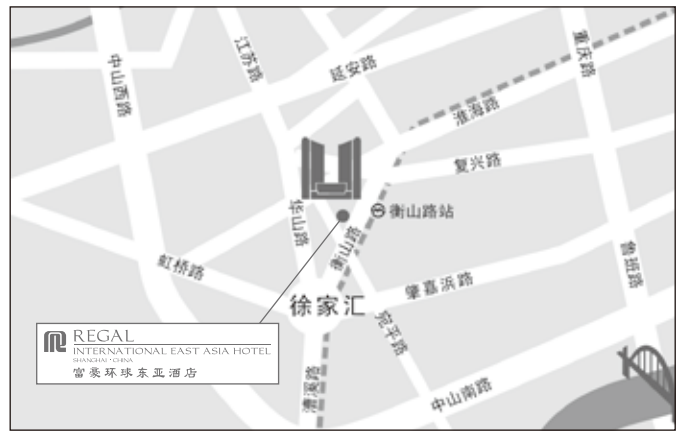 江苏路
延安路
重庆路
中山西路
淮海路
复兴路
衡山路站
华山路
衡山路
虹桥路
鲁班路
肇嘉浜路
徐家汇
宛平路
REGAL
INTERNATIONAL EAST ASIA HOTEL
SHANGHAI • CHINA
富豪环球东亚酒店
漕溪路
中山南路